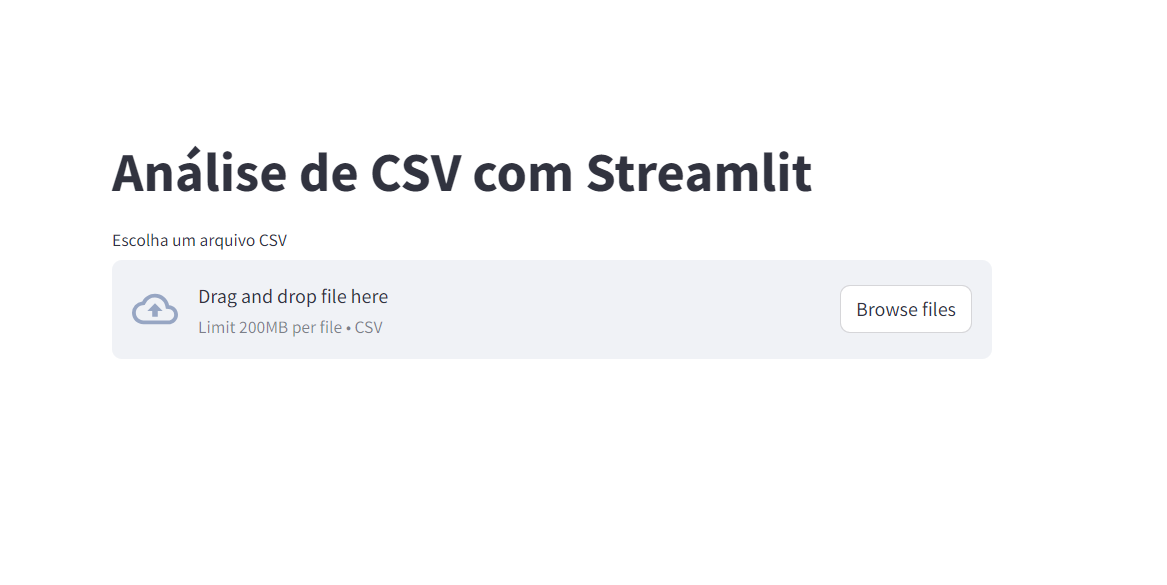 Análise de CSV com Streamlit
Escolha um arquivo CSV
Drag and drop file here
Limit 200MB per file • CSV
Browse files